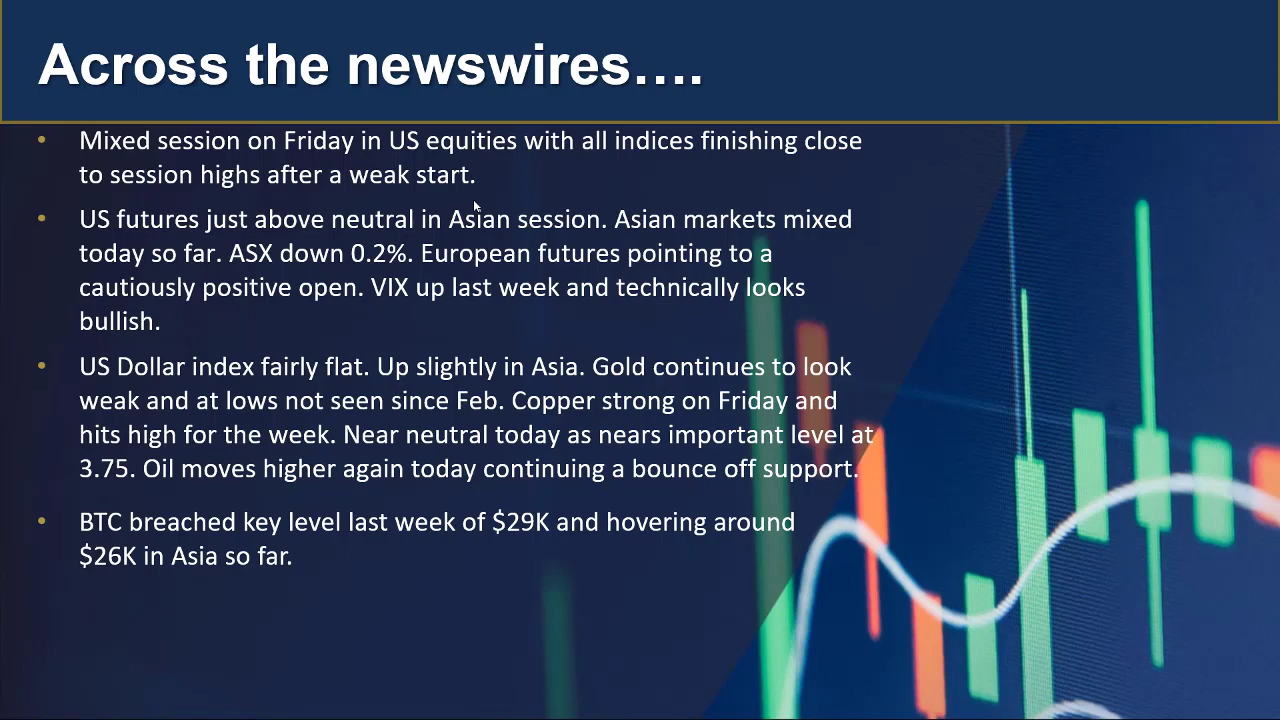 Across the newswires….
• Mixed session on Friday in US equities with all indices finishing close
to session highs after a weak start.
• US futures just above neutral in Asian session. Asian markets mixed
today so far. ASX down 0.2%. European futures pointing to a
cautiously positive open. VIX up last week and technically looks
bullish.
• US Dollar index fairly flat. Up slightly in Asia. Gold continues to look
weak and at lows not seen since Feb. Copper strong on Friday and
hits high for the week. Near neutral today as nears important level at
3.75. Oil moves higher again today continuing a bounce off support.
• BTC breached key level last week of $29K and hovering around
$26K in Asia so far.